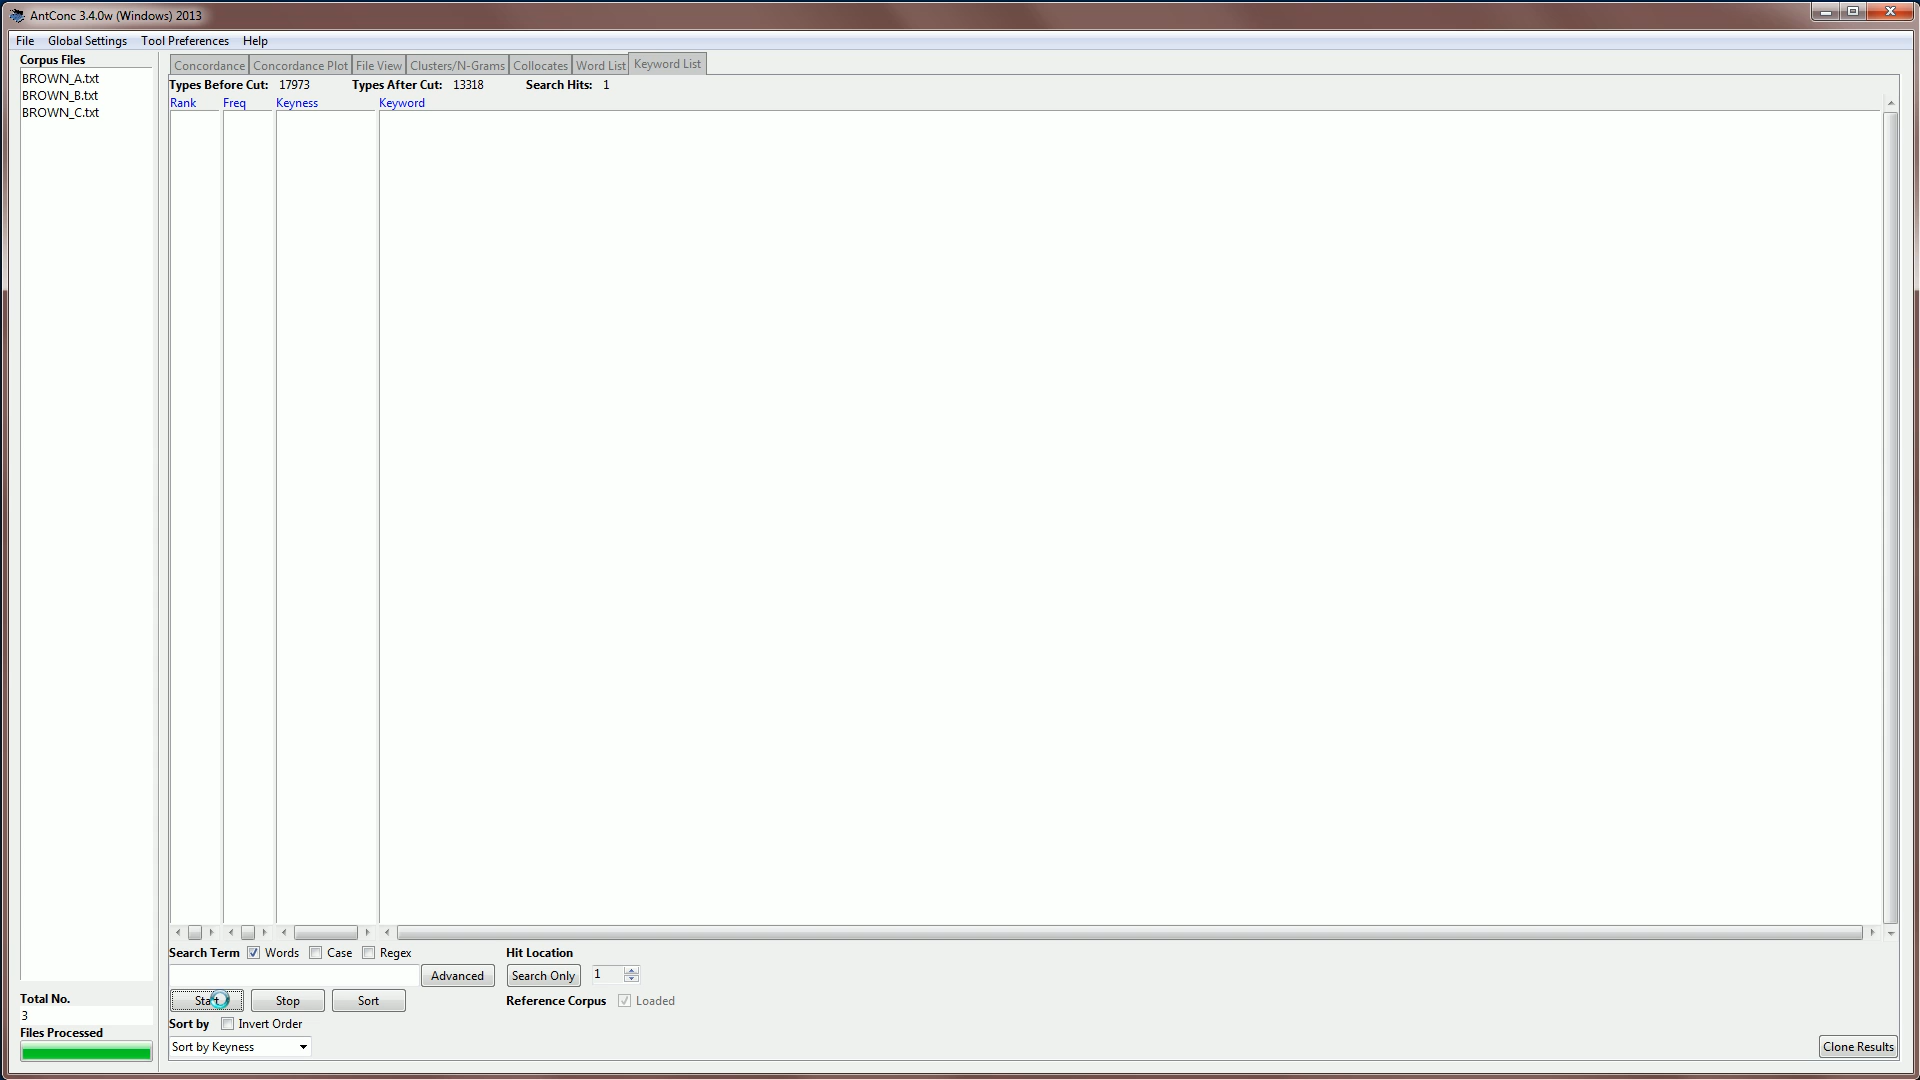 AntConc 3.4.0w (Windows) 2013
File Global Settings Tool Preferences Help
Corpus Files
BROWN_A.txt
BROWN_B.txt
BROWN_C.txt
Concordance Concordance Plot File View Clusters/N-Grams Collocates Word List Keyword List
Types Before Cut: 17973 Types After Cut: 13318 Search Hits: 1
Rank Freq Keyness Keyword
Search Term Words Case Regex Hit Location
Advanced Search Only 1
Start Stop Sort Reference Corpus Loaded
Sort by Invert Order
Sort by Keyness
Total No.
3
Files Processed
Clone Results